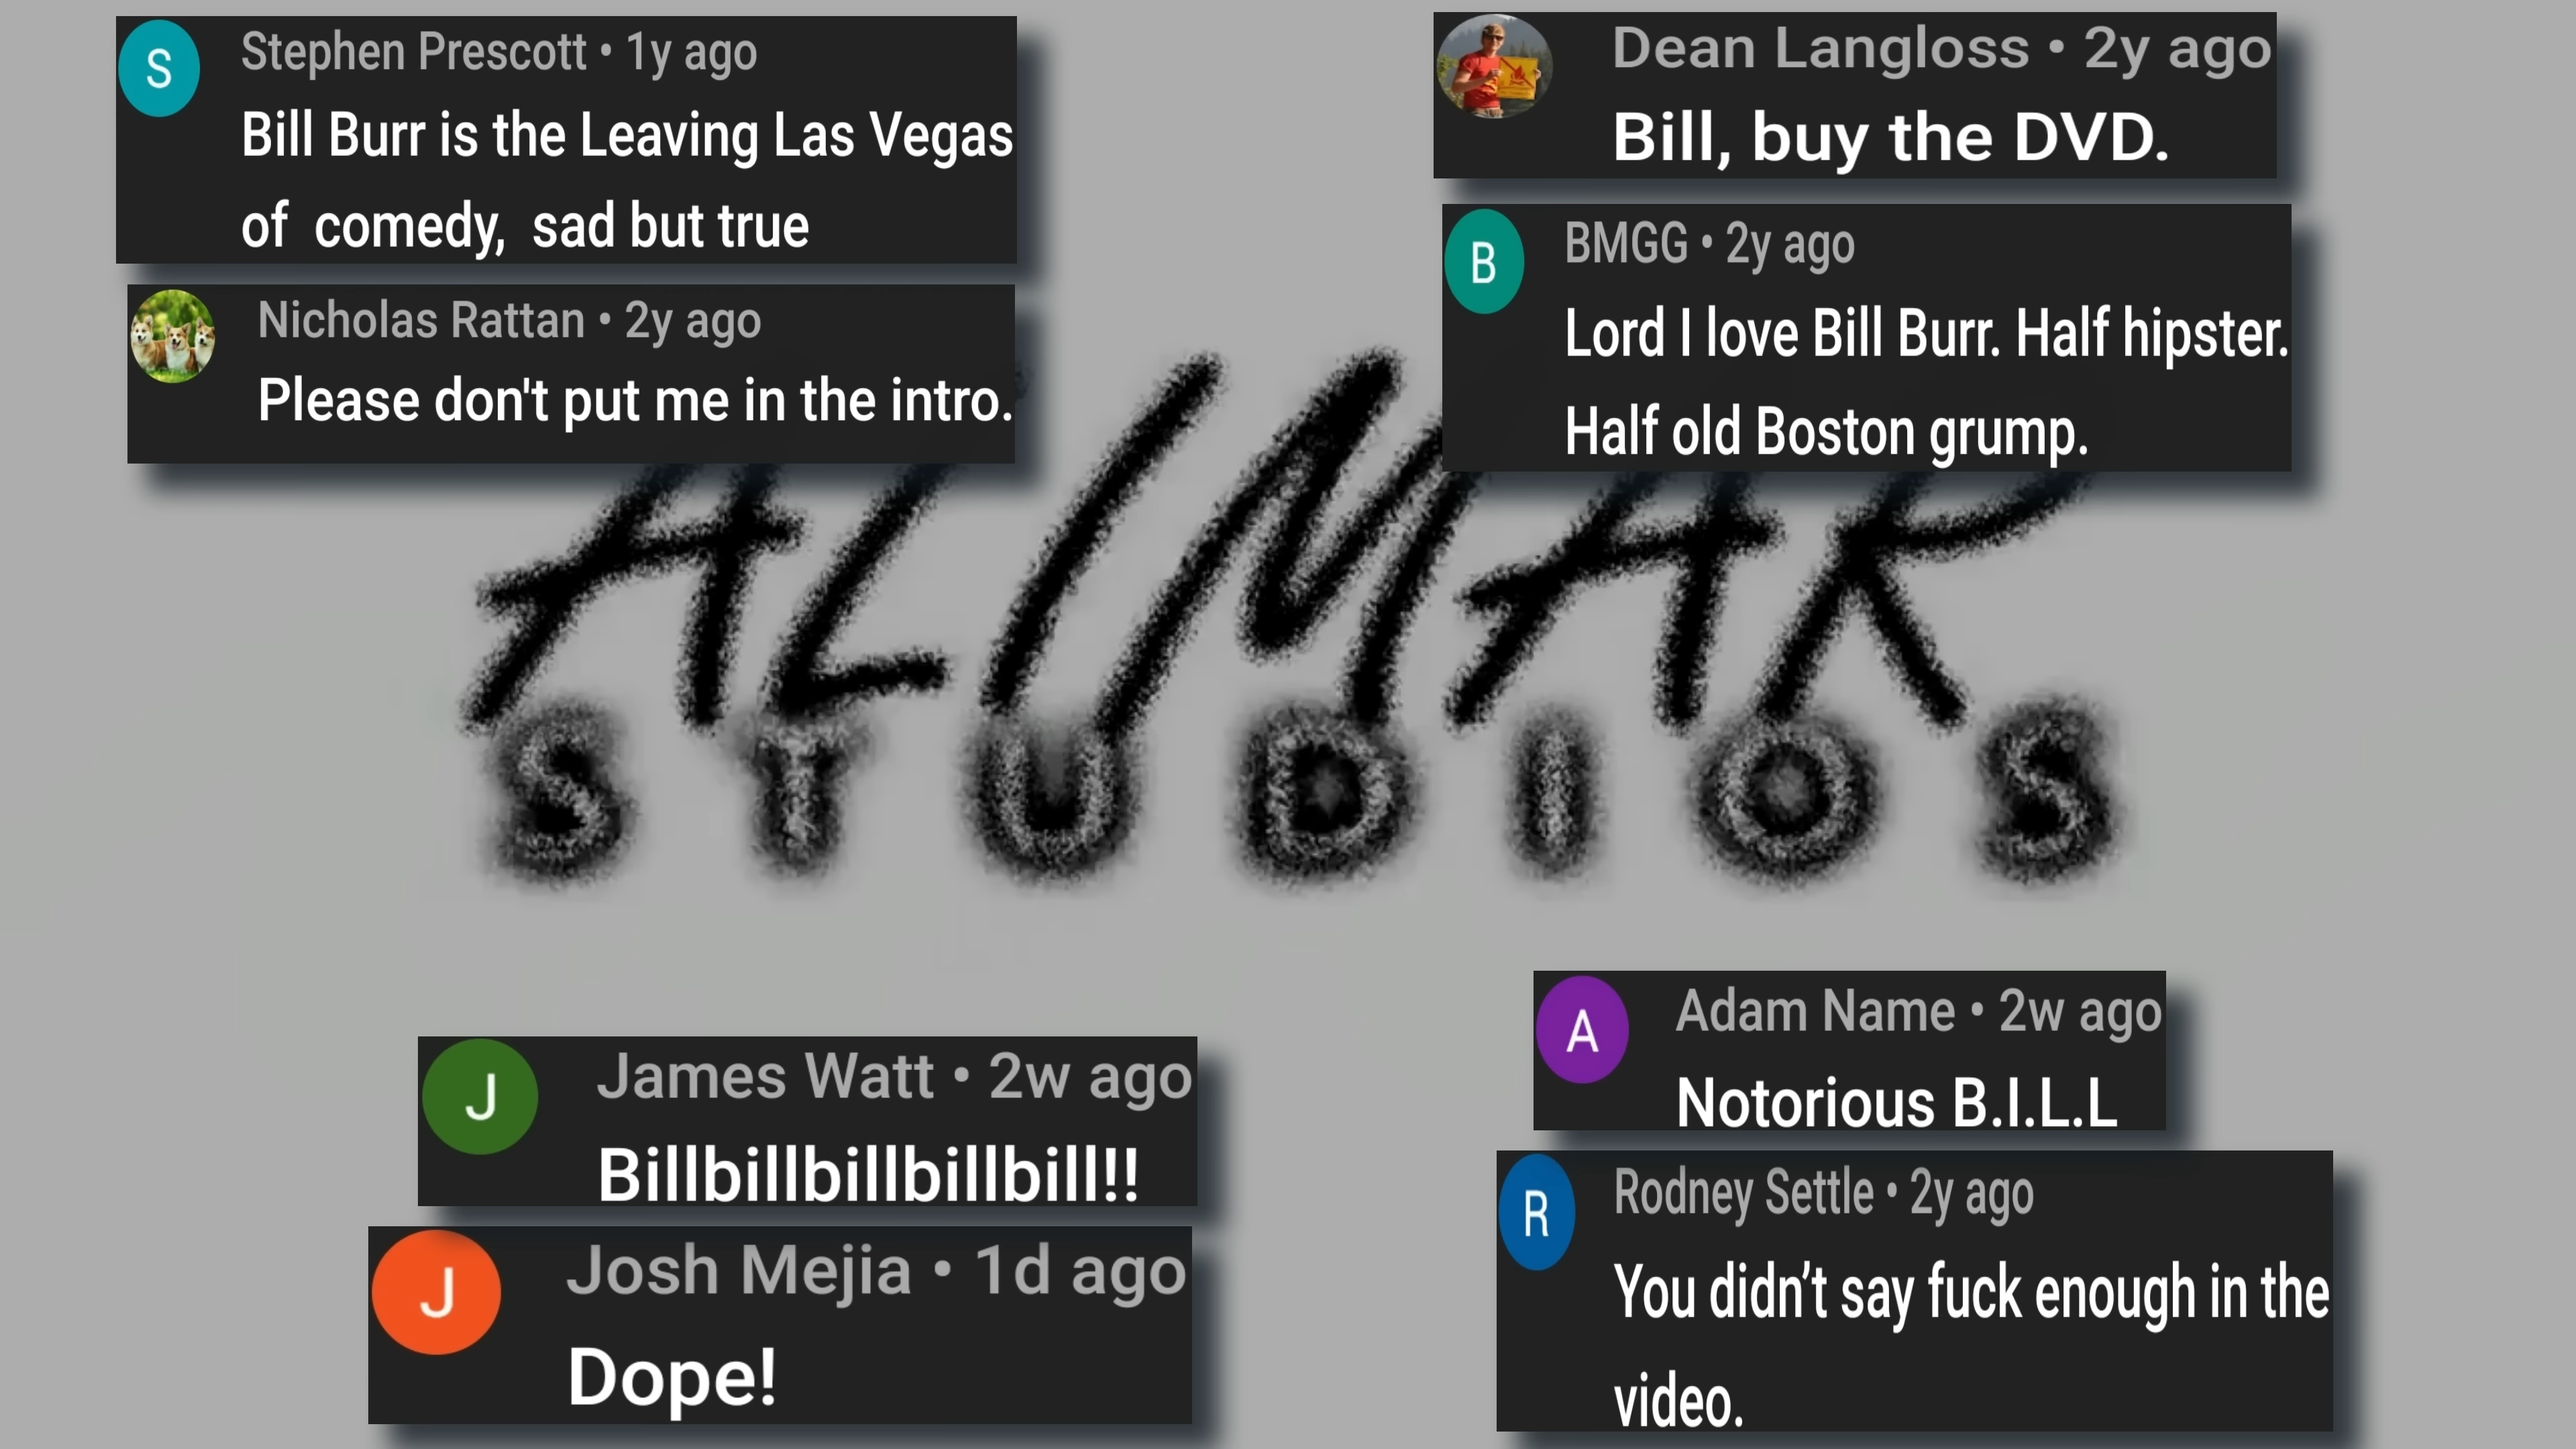 S
Stephen Prescott • 1y ago
Bill Burr is the Leaving Las Vegas
of comedy, sad but true
Nicholas Rattan • 2y ago
Please don't put me in the intro.
Dean Langloss • 2y ago
Bill, buy the DVD.
B
BMGG • 2y ago
Lord I love Bill Burr. Half hipster.
Half old Boston grump.
ALIMAR
STUDIOS
J
James Watt • 2w ago
Billbillbillbillbill!!
J
Josh Mejia • 1d ago
Dope!
A
Adam Name • 2w ago
Notorious B.I.L.L
R
Rodney Settle • 2y ago
You didn’t say fuck enough in the
video.